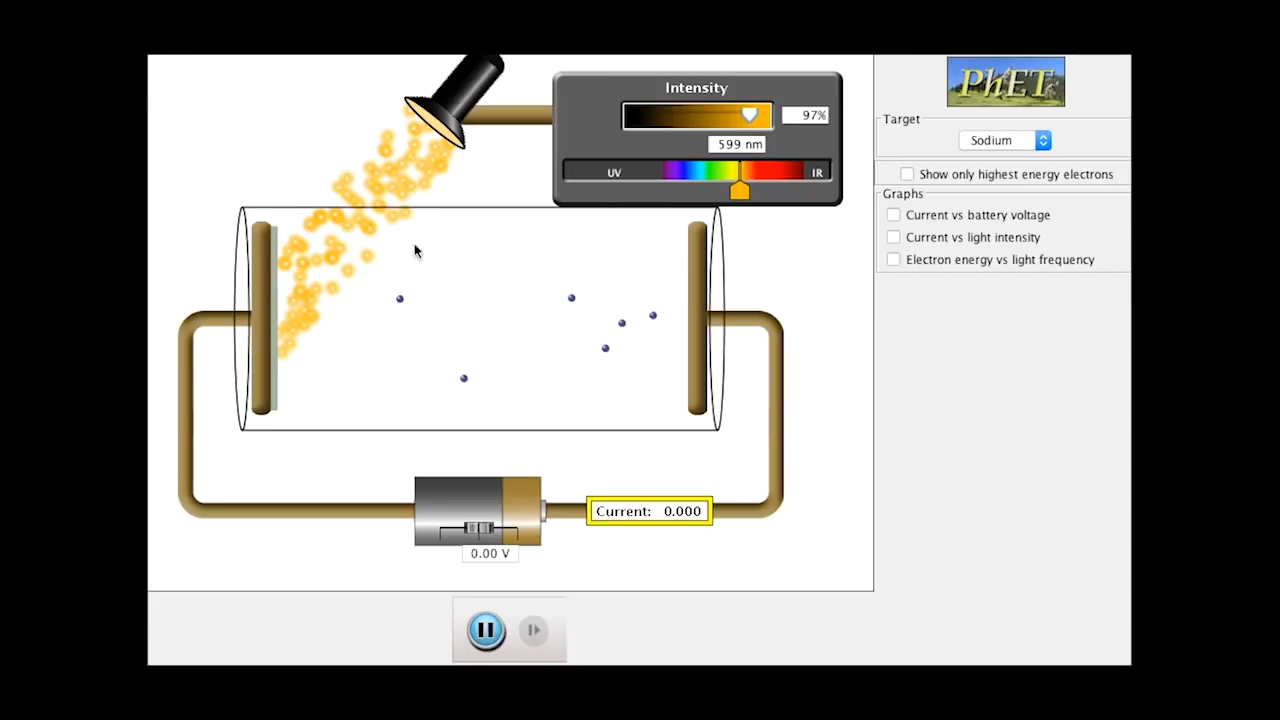 Intensity
97%
599 nm
UV
IR
PhET
Target
Sodium
Show only highest energy electrons
Graphs
Current vs battery voltage
Current vs light intensity
Electron energy vs light frequency
Current: 0.000
0.00 V